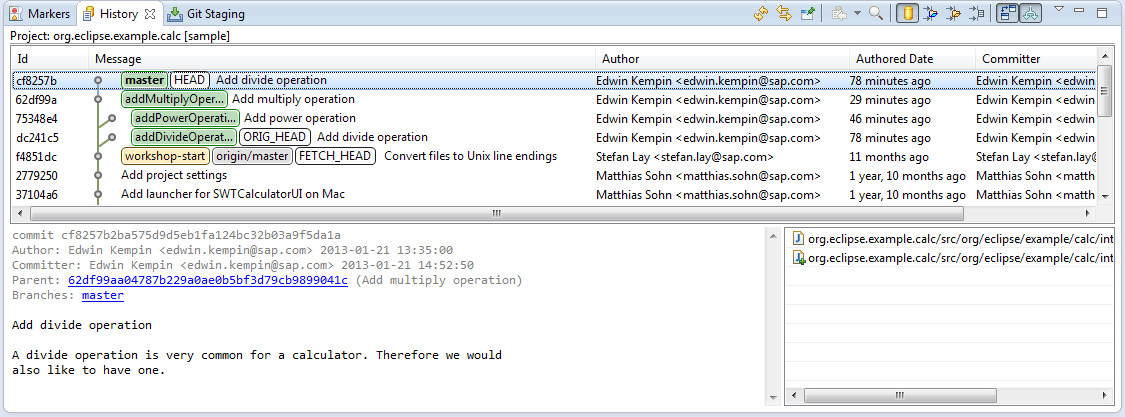 Markers History Git Staging
Project: org.eclipse.example.calc [sample]
Id Message Author Authored Date Committer
cf8257b master HEAD Add divide operation Edwin Kempin <edwin.kempin@sap.com> 78 minutes ago Edwin Kempin <edwin
62df99a addMultiplyOper... Add multiply operation Edwin Kempin <edwin.kempin@sap.com> 29 minutes ago Edwin Kempin <edwin
75348e4 addPowerOperati... Add power operation Edwin Kempin <edwin.kempin@sap.com> 46 minutes ago Edwin Kempin <edwin
dc241c5 addDivideOperat... ORIG_HEAD Add divide operation Edwin Kempin <edwin.kempin@sap.com> 78 minutes ago Edwin Kempin <edwin
f4851dc workshop-start origin/master FETCH_HEAD Convert files to Unix line endings Stefan Lay <stefan.lay@sap.com> 11 months ago Stefan Lay <stefan.la
2779250 Add project settings Matthias Sohn <matthias.sohn@sap.com> 1 year, 10 months ago Matthias Sohn <matth
37104a6 Add launcher for SWTCalculatorUI on Mac Matthias Sohn <matthias.sohn@sap.com> 1 year, 10 months ago Matthias Sohn <matth
commit cf8257b2ba575d9d5eb1fa124bc32b03a9f5da1a
Author: Edwin Kempin <edwin.kempin@sap.com> 2013-01-21 13:35:00
Committer: Edwin Kempin <edwin.kempin@sap.com> 2013-01-21 14:52:50
Parent: 62df99aa04787b229a0ae0b5bf3d79cb9899041c (Add multiply operation)
Branches: master
Add divide operation
A divide operation is very common for a calculator. Therefore we would
also like to have one.
org.eclipse.example.calc/src/org/eclipse/example/calc/int
org.eclipse.example.calc/src/org/eclipse/example/calc/int